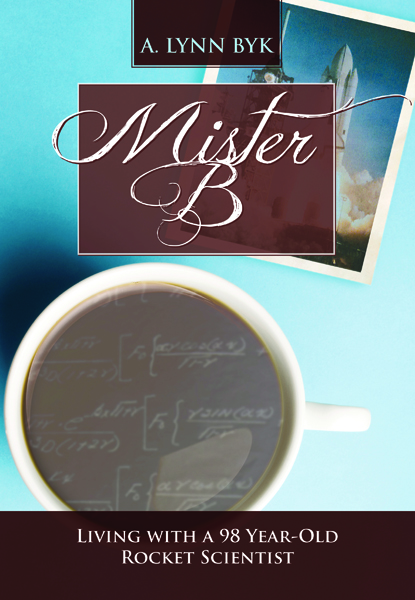 A. LYNN BYK
Mister
B
LIVING WITH A 98 YEAR-OLD
ROCKET SCIENTIST